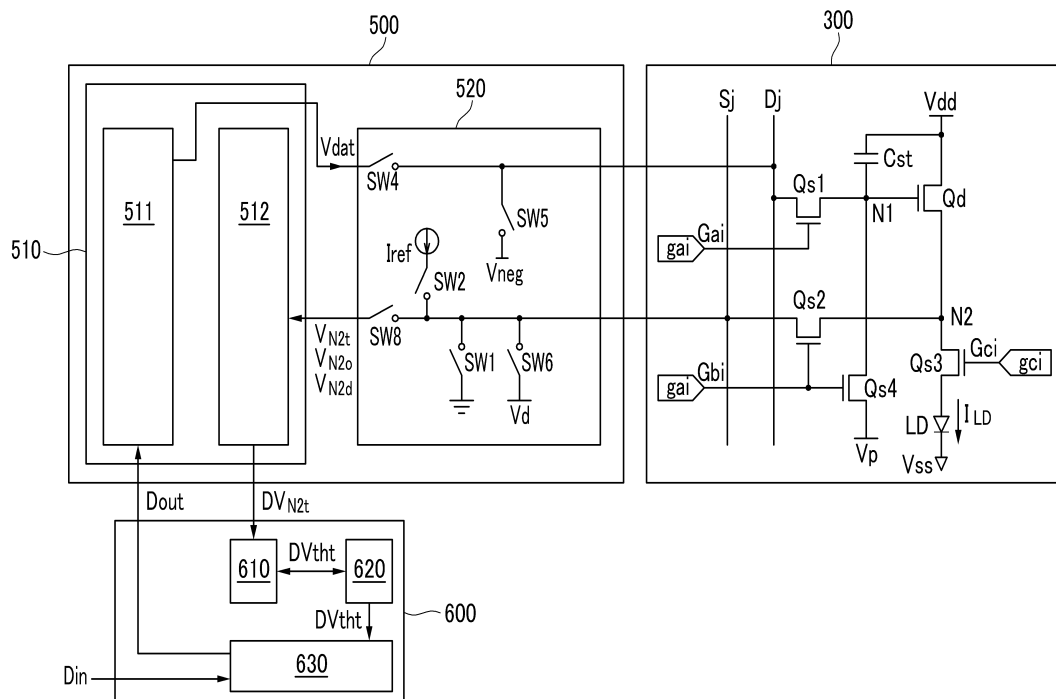 500
300
520
Sj
Dj
Vdd
Vdat
SW4
Cst
Qs1
Qd
511
512
SW5
N1
510
Iref
gai
Gai
Vneg
SW2
Qs2
N2
VN2t
SW8
VN2o
VN2d
SW1
SW6
Gci
Qs3
gci
gai
Gbi
Qs4
Vd
LD
ILD
Vp
Vss
Dout
DVN2t
610
DVtht
620
DVtht
600
630
Din